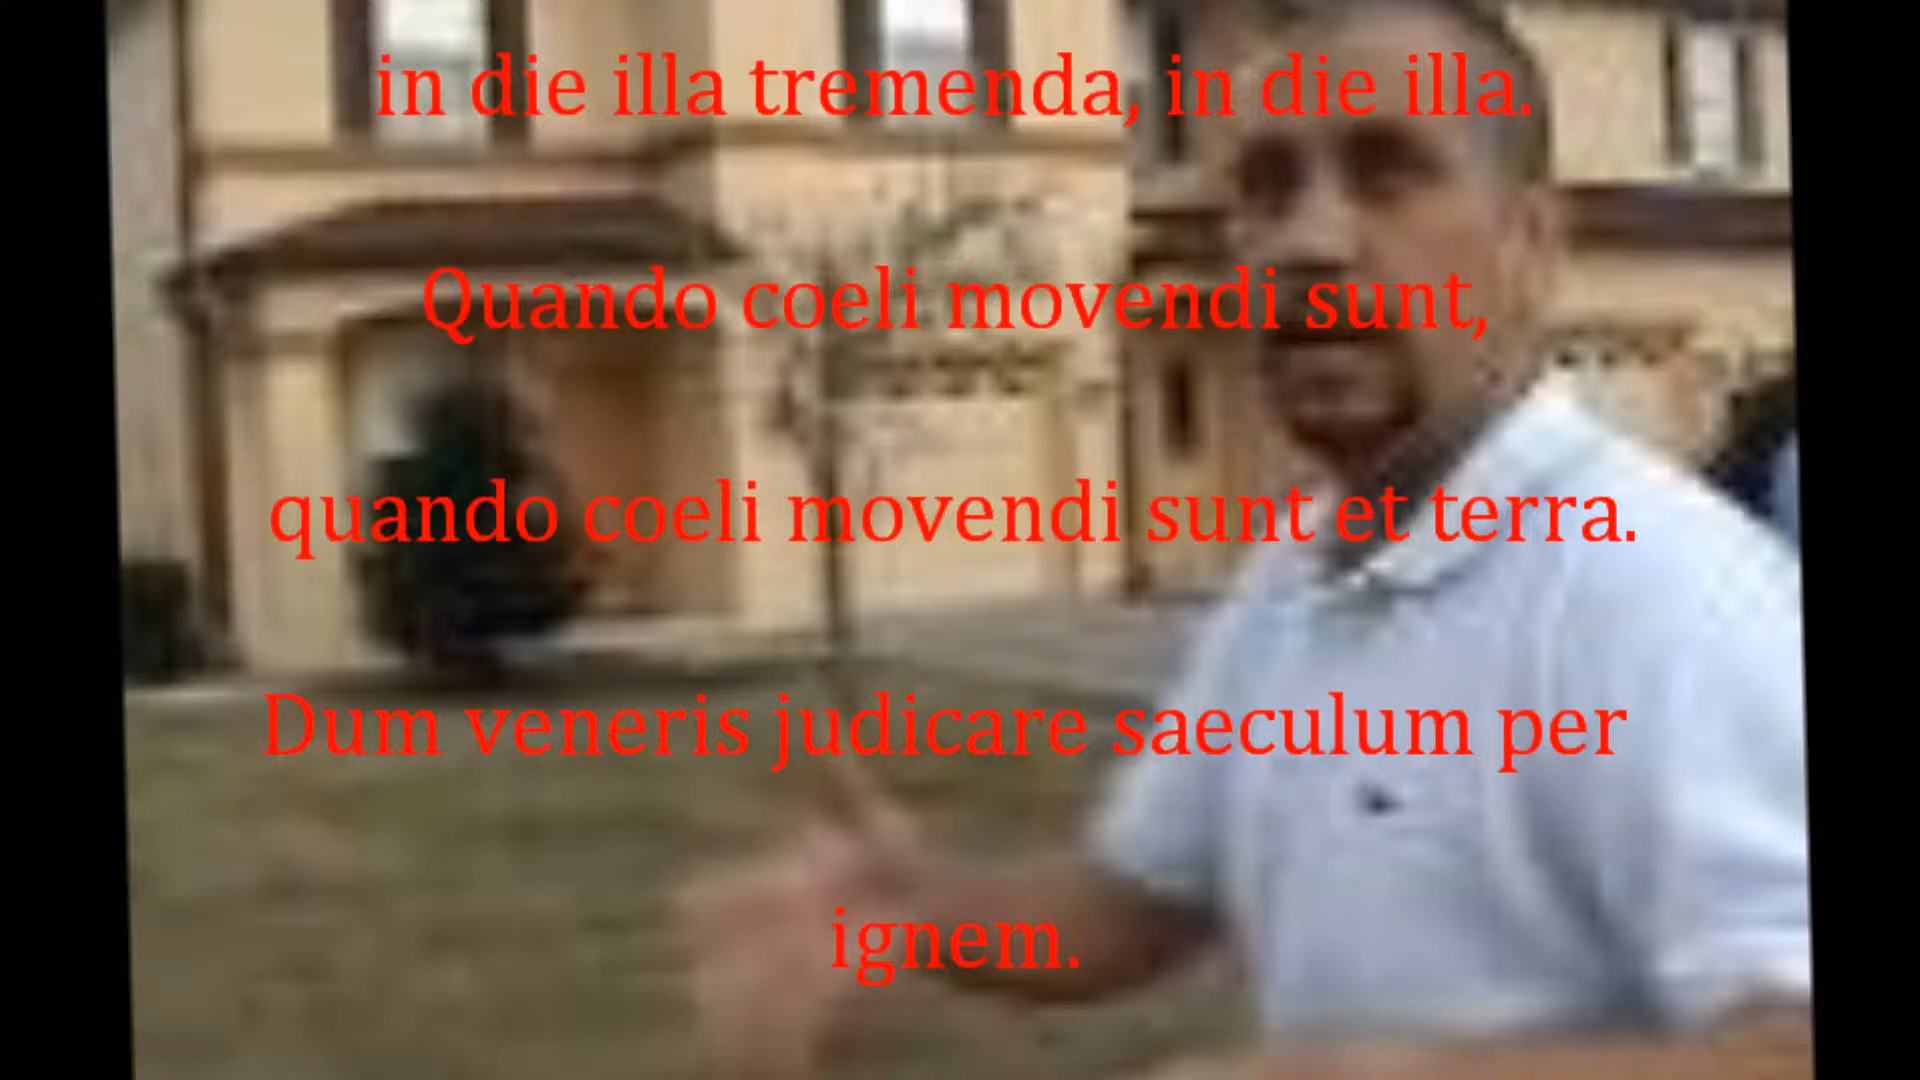 in die illa tremenda, in die illa.
Quando coeli movendi sunt,
quando coeli movendi sunt et terra.
Dum veneris judicare saeculum per
ignem.